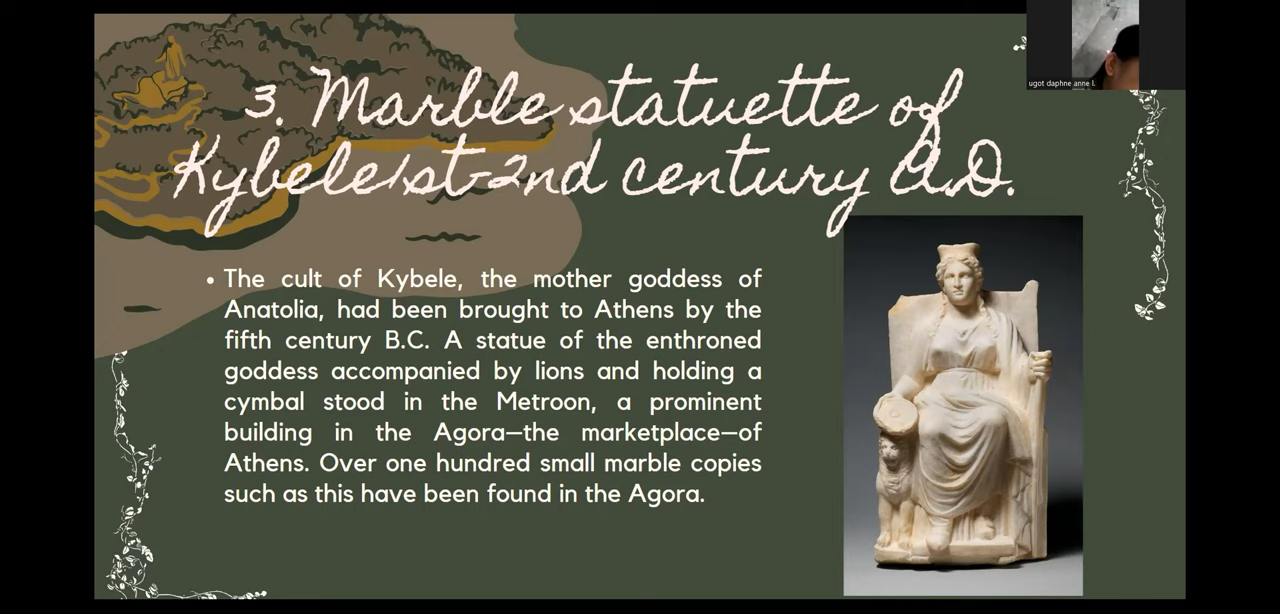 3. Marble statuette of
Kybele1st-2nd century A.D.
ugot daphne anne l.
• The cult of Kybele, the mother goddess of
Anatolia, had been brought to Athens by the
fifth century B.C. A statue of the enthroned
goddess accompanied by lions and holding a
cymbal stood in the Metroon, a prominent
building in the Agora—the marketplace—of
Athens. Over one hundred small marble copies
such as this have been found in the Agora.